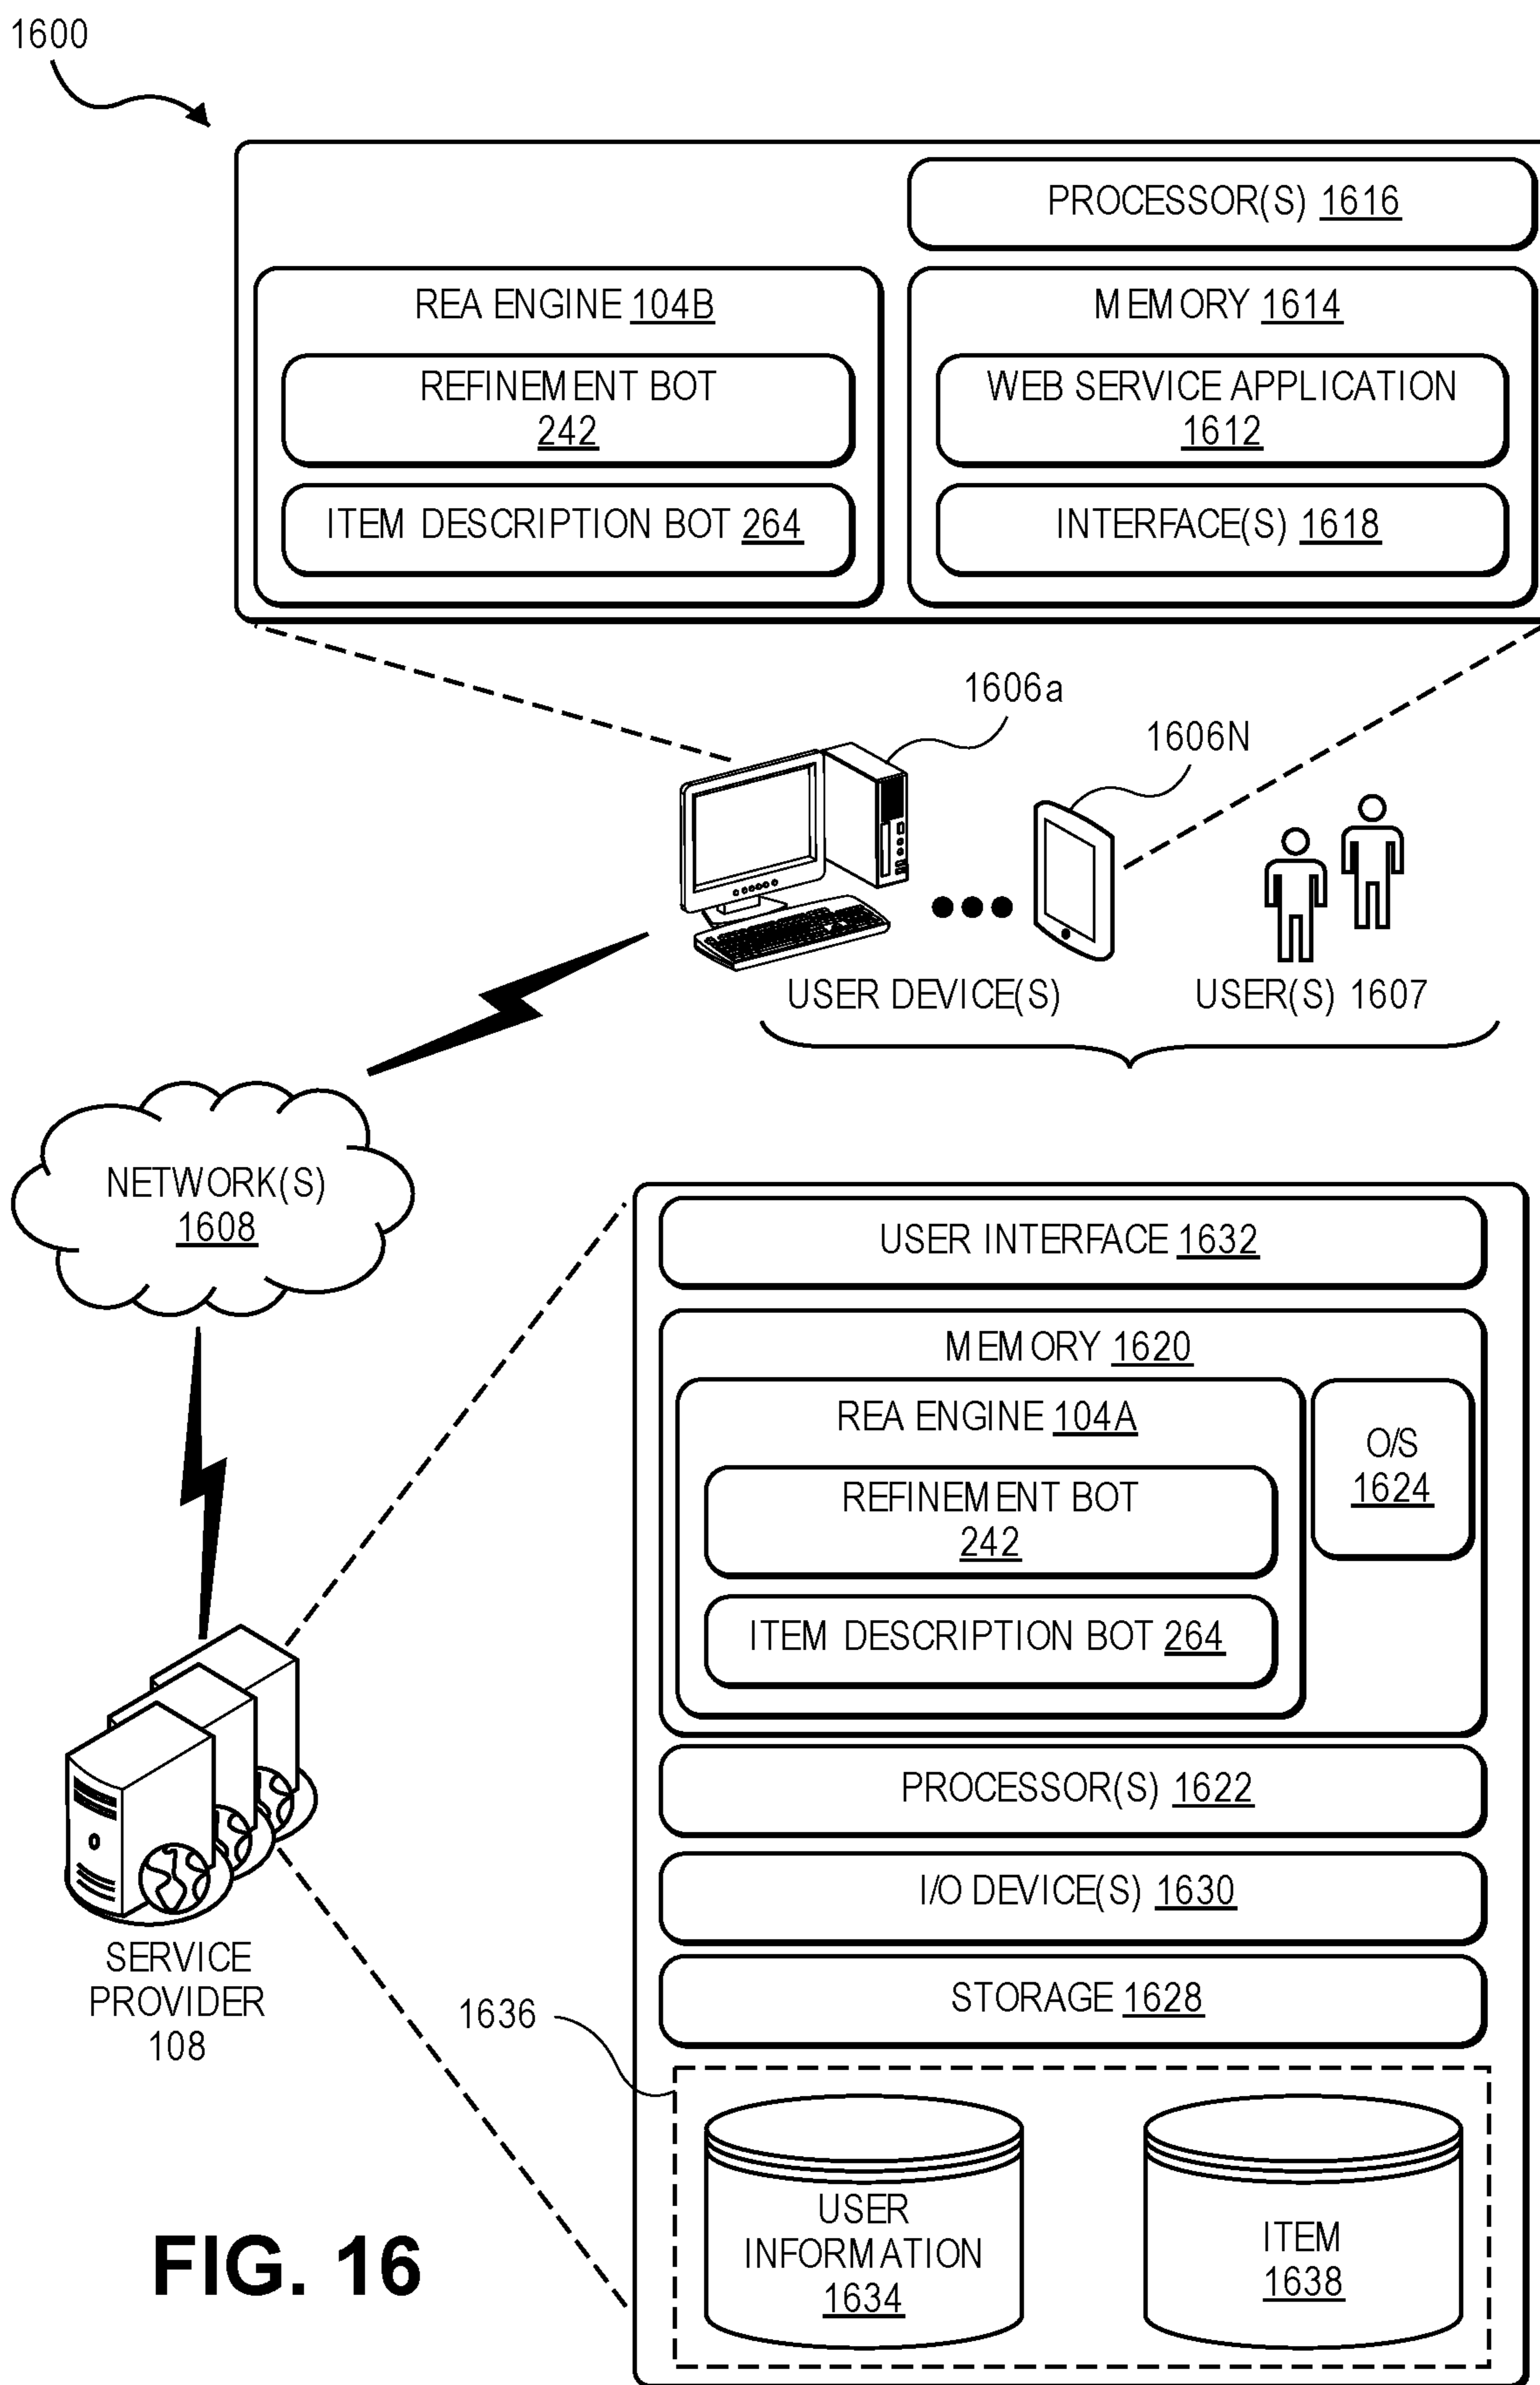 1600
PROCESSOR(S) 1616
REA ENGINE 104B
REFINEMENT BOT
242
ITEM DESCRIPTION BOT 264
MEMORY 1614
WEB SERVICE APPLICATION
1612
INTERFACE(S) 1618
1606a
1606N
USER DEVICE(S)
USER(S) 1607
NETWORK(S)
1608
USER INTERFACE 1632
MEMORY 1620
REA ENGINE 104A
REFINEMENT BOT
242
ITEM DESCRIPTION BOT 264
O/S
1624
PROCESSOR(S) 1622
I/O DEVICE(S) 1630
STORAGE 1628
SERVICE
PROVIDER
108
1636
USER
INFORMATION
1634
ITEM
1638
FIG. 16